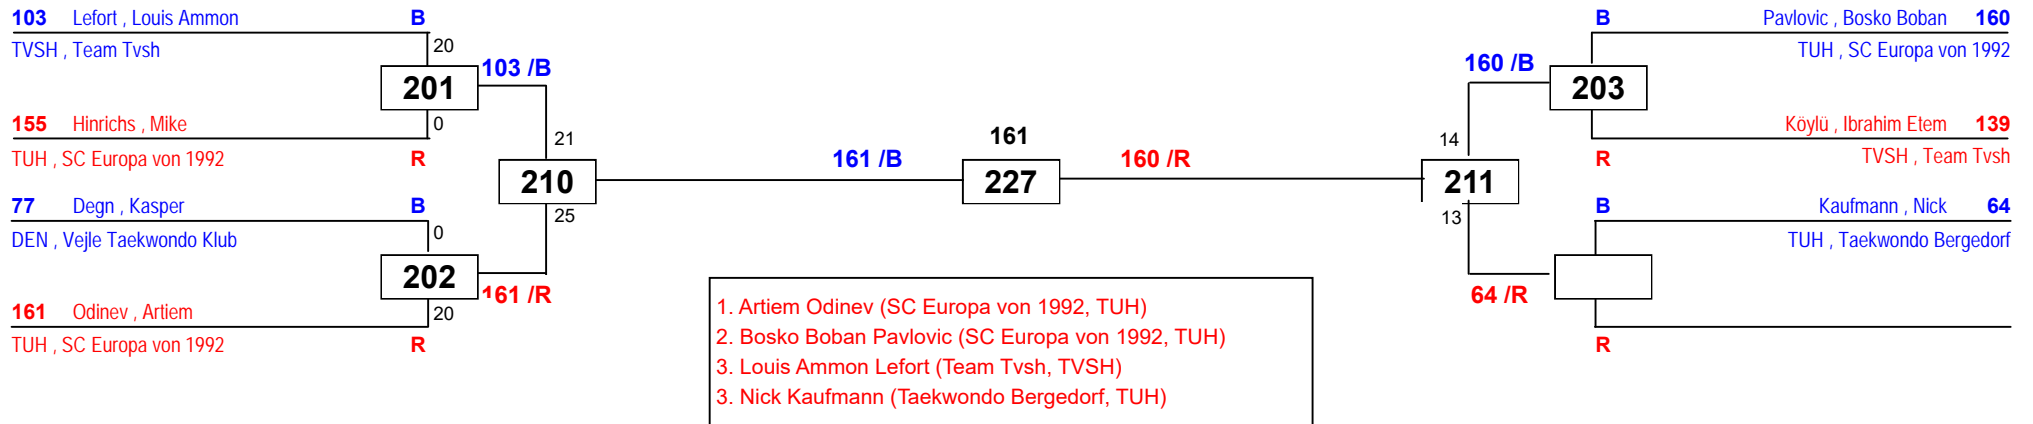 103 Lefort , Louis Ammon B
TVSH , Team Tvsh
20
201
103 /B
0
155 Hinrichs , Mike
TUH , SC Europa von 1992 R
21
210
25
77 Degn , Kasper B
DEN , Vejle Taekwondo Klub
0
202
161 /R
20
161 Odinev , Artiem
TUH , SC Europa von 1992 R
161 /B
161
227
160 /R
B Pavlovic , Bosko Boban 160
TUH , SC Europa von 1992
160 /B
203
Köylü , Ibrahim Etem 139
R TVSH , Team Tvsh
14
211
13
B Kaufmann , Nick 64
TUH , Taekwondo Bergedorf
64 /R
R
1. Artiem Odinev (SC Europa von 1992, TUH)
2. Bosko Boban Pavlovic (SC Europa von 1992, TUH)
3. Louis Ammon Lefort (Team Tvsh, TVSH)
3. Nick Kaufmann (Taekwondo Bergedorf, TUH)